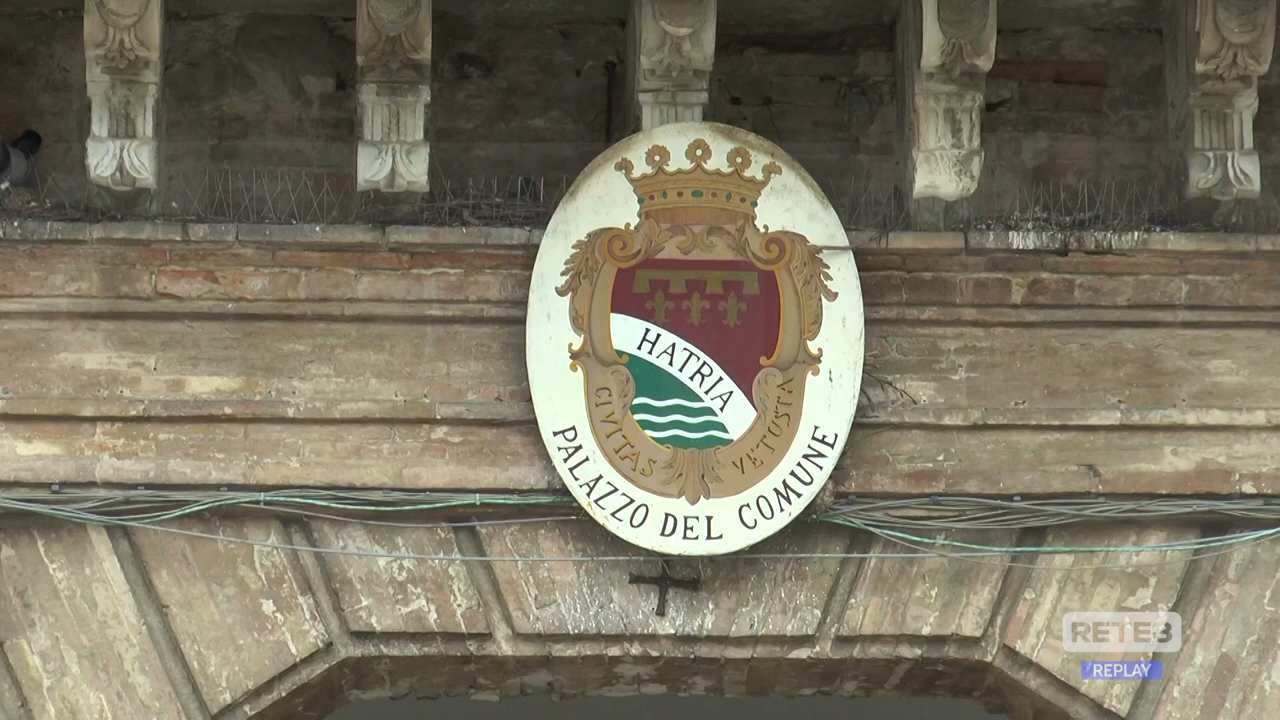 HATRIA
CIVITAS VETUSTA
PALAZZO DEL COMUNE
RETE8
/REPLAY